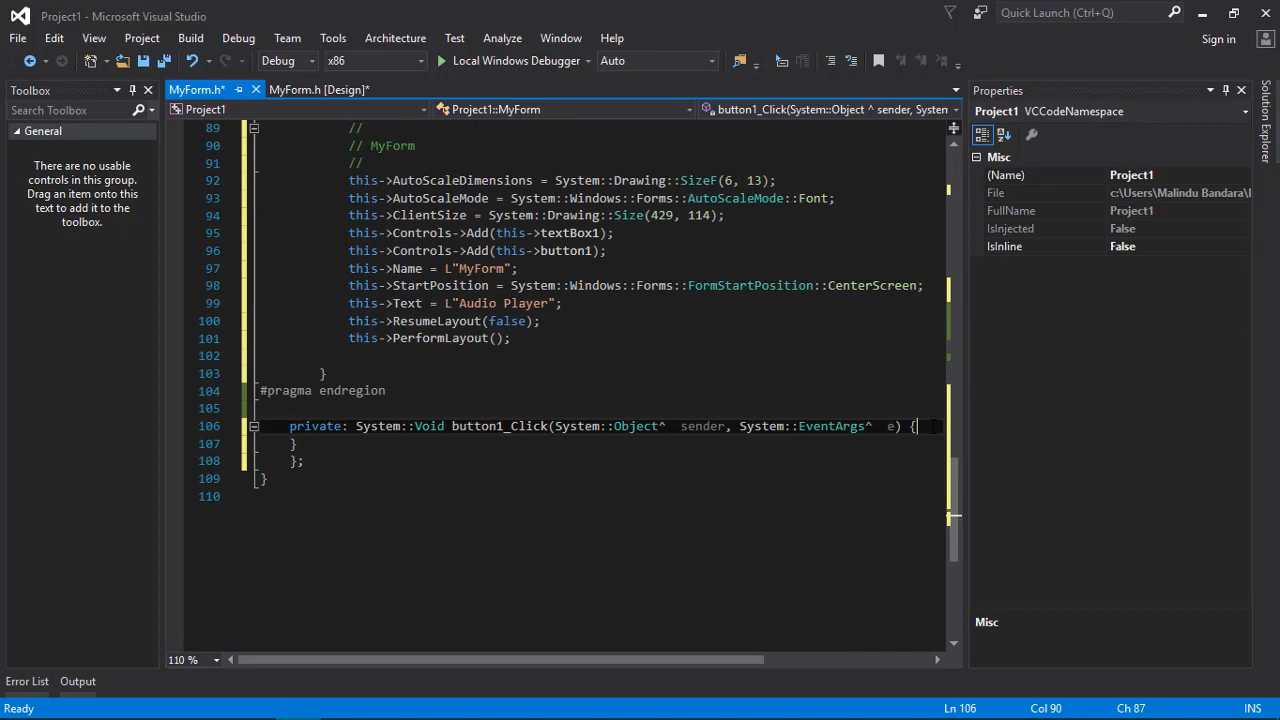 Project1 - Microsoft Visual Studio
Quick Launch (Ctrl+Q)
File Edit View Project Build Debug Team Tools Architecture Test Analyze Window Help
Sign in
Debug x86 Local Windows Debugger Auto
Toolbox
Search Toolbox
General
There are no usable
controls in this group.
Drag an item onto this
text to add it to the
toolbox.
MyForm.h* MyForm.h [Design]*
Project1 Project1::MyForm button1_Click(System::Object ^ sender, System
89 //
90 // MyForm
91 //
92 this->AutoScaleDimensions = System::Drawing::SizeF(6, 13);
93 this->AutoScaleMode = System::Windows::Forms::AutoScaleMode::Font;
94 this->ClientSize = System::Drawing::Size(429, 114);
95 this->Controls->Add(this->textBox1);
96 this->Controls->Add(this->button1);
97 this->Name = L"MyForm";
98 this->StartPosition = System::Windows::Forms::FormStartPosition::CenterScreen;
99 this->Text = L"Audio Player";
100 this->ResumeLayout(false);
101 this->PerformLayout();
102
103 }
104 #pragma endregion
105
106 private: System::Void button1_Click(System::Object^  sender, System::EventArgs^  e) {
107 }
108 };
109 }
110
110 %
Properties
Project1 VCCodeNamespace
Misc
(Name) Project1
File c:\Users\Malindu Bandara\
FullName Project1
IsInjected False
IsInline False
Misc
Solution Explorer
Error List Output
Ready Ln 106 Col 90 Ch 87 INS